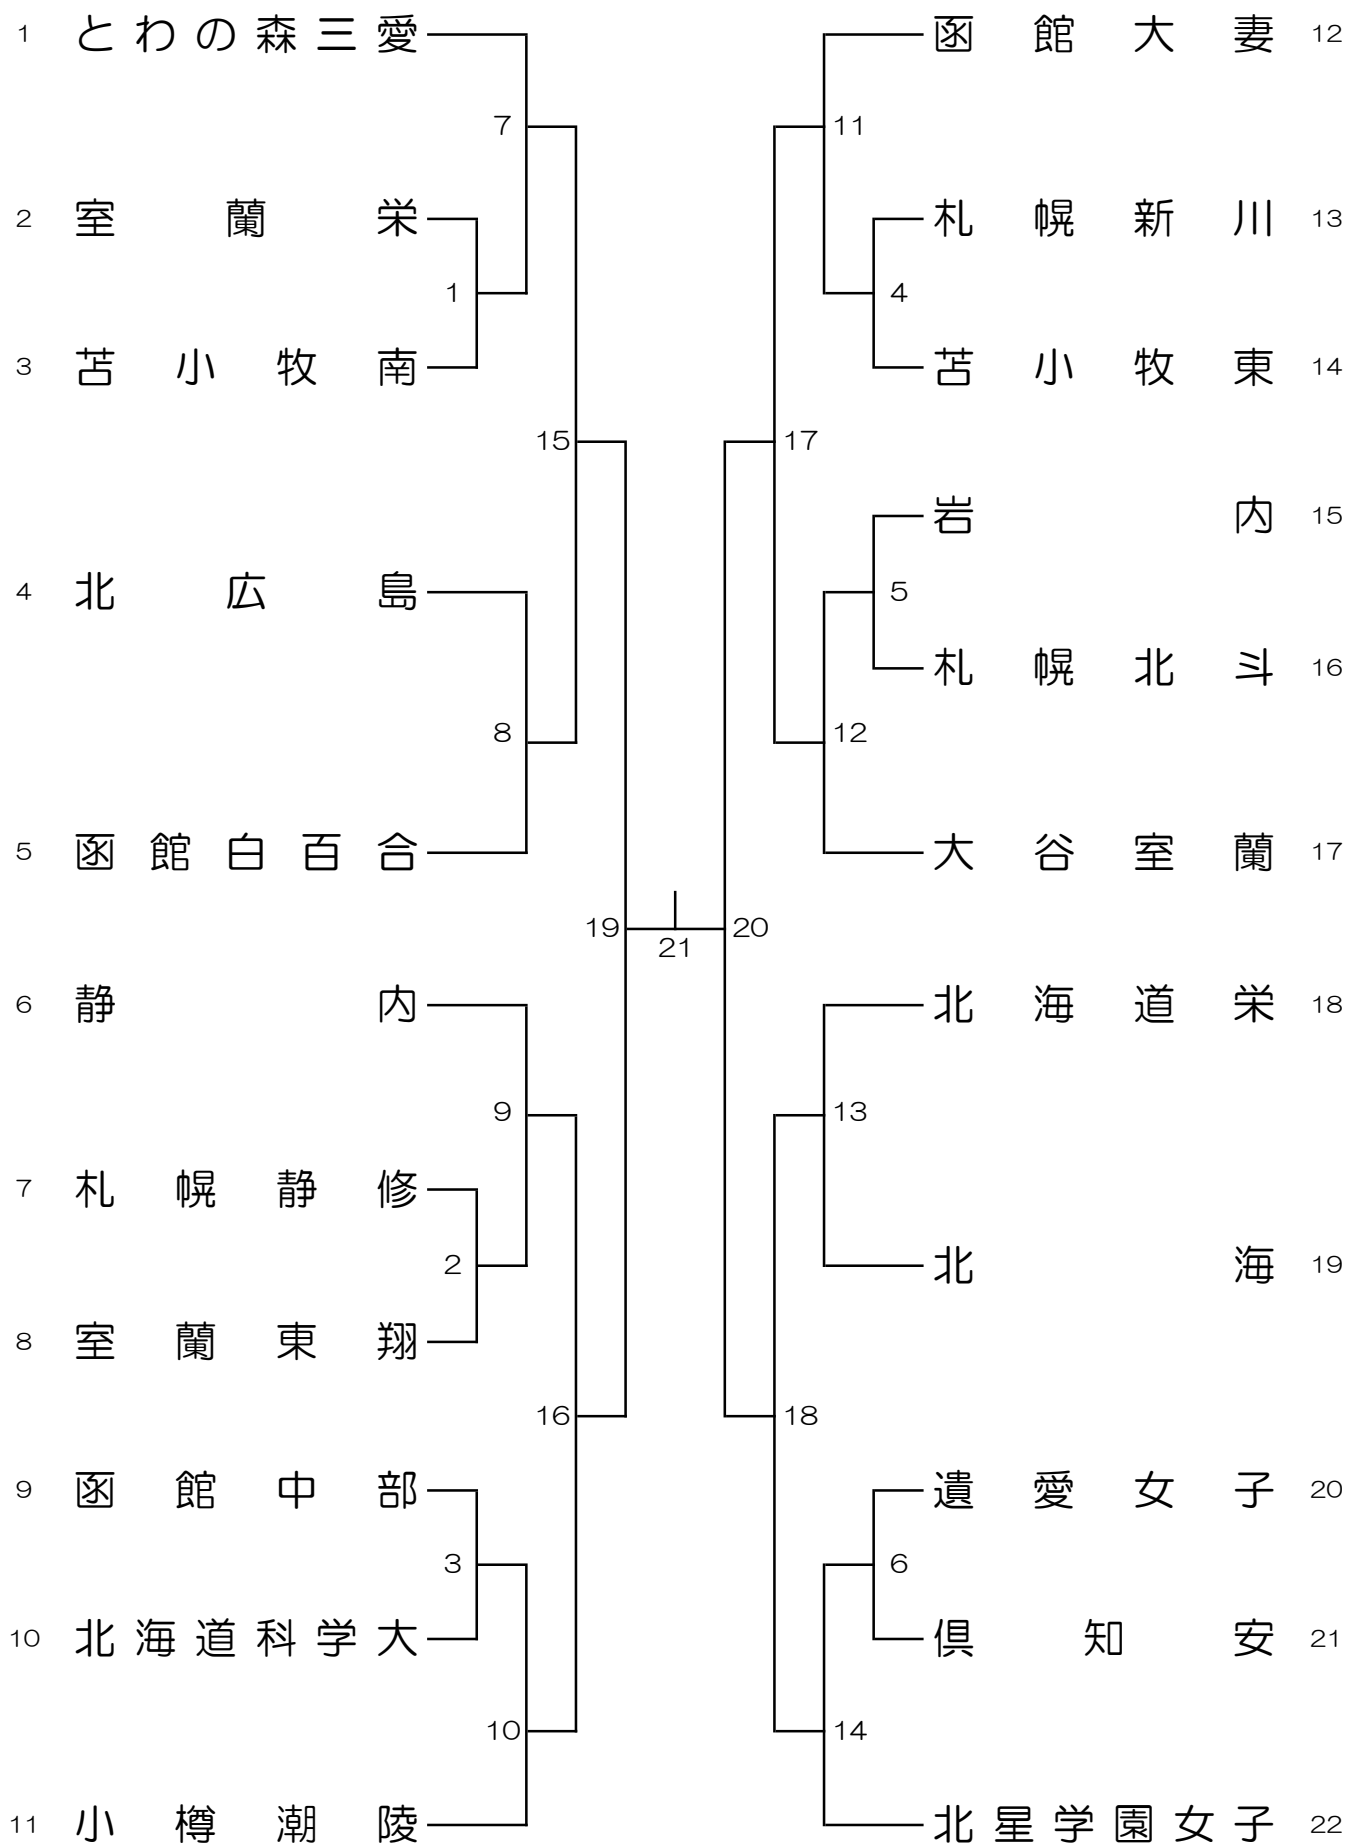 1 とわの森三愛
7
2 室蘭栄
1
3 苫小牧南
15
4 北広島
8
5 函館白百合
19
6 静内
9
7 札幌静修
2
8 室蘭東翔
16
9 函館中部
3
10 北海道科学大
10
11 小樽潮陵
21
函館大妻 12
11
札幌新川 13
4
苫小牧東 14
17
岩内 15
5
札幌北斗 16
12
大谷室蘭 17
20
北海道栄 18
13
北海 19
18
遺愛女子 20
6
倶知安 21
14
北星学園女子 22